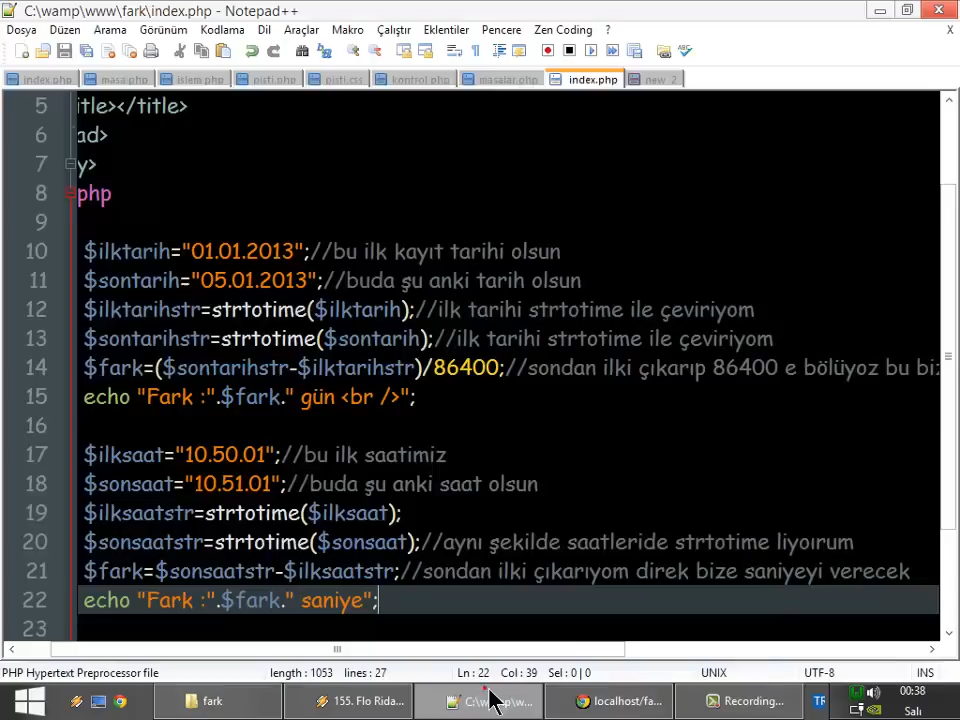 C:\wamp\www\fark\index.php - Notepad++
Dosya Düzen Arama Görünüm Kodlama Dil Araçlar Makro Çalıştır Eklentiler Pencere Zen Coding ? X
index.php masa.php islem.php pisti.php pisti.css kontrol.php masalar.php index.php new 2
5 itle></title>
6 ad>
7 y>
8 php
9
10 $ilktarih="01.01.2013";//bu ilk kayıt tarihi olsun
11 $sontarih="05.01.2013";//buda şu anki tarih olsun
12 $ilktarihstr=strtotime($ilktarih);//ilk tarihi strtotime ile çeviriyom
13 $sontarihstr=strtotime($sontarih);//ilk tarihi strtotime ile çeviriyom
14 $fark=($sontarihstr-$ilktarihstr)/86400;//sondan ilki çıkarıp 86400 e bölüyoz bu biz
15 echo "Fark :".$fark." gün <br />";
16
17 $ilksaat="10.50.01";//bu ilk saatimiz
18 $sonsaat="10.51.01";//buda şu anki saat olsun
19 $ilksaatstr=strtotime($ilksaat);
20 $sonsaatstr=strtotime($sonsaat);//aynı şekilde saatleride strtotime liyoırum
21 $fark=$sonsaatstr-$ilksaatstr;//sondan ilki çıkarıyom direk bize saniyeyi verecek
22 echo "Fark :".$fark." saniye";
23
PHP Hypertext Preprocessor file length : 1053 lines : 27 Ln : 22 Col : 39 Sel : 0 | 0 UNIX UTF-8 INS
fark 155. Flo Rida... C:\wamp\w... localhost/fa... Recording... TR 00:38
Salı